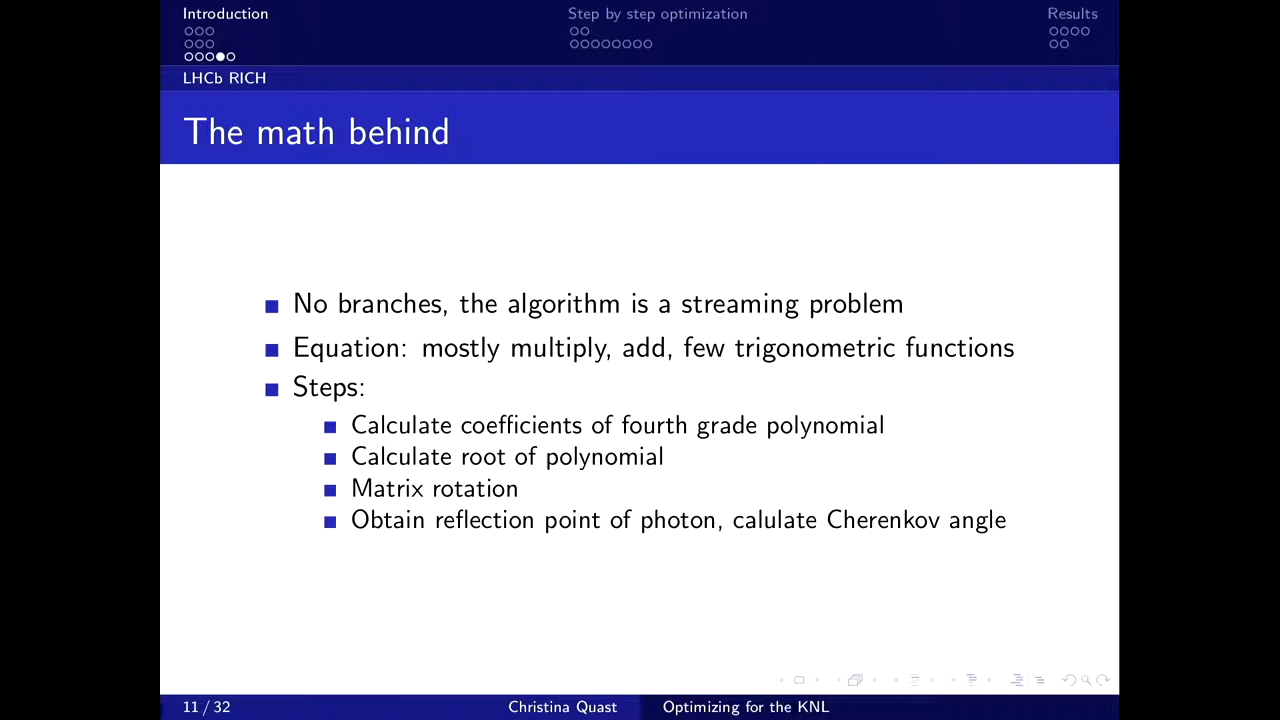 Introduction
Step by step optimization
Results
LHCb RICH
The math behind
No branches, the algorithm is a streaming problem
Equation: mostly multiply, add, few trigonometric functions
Steps:
Calculate coefficients of fourth grade polynomial
Calculate root of polynomial
Matrix rotation
Obtain reflection point of photon, calulate Cherenkov angle
11 / 32
Christina Quast
Optimizing for the KNL